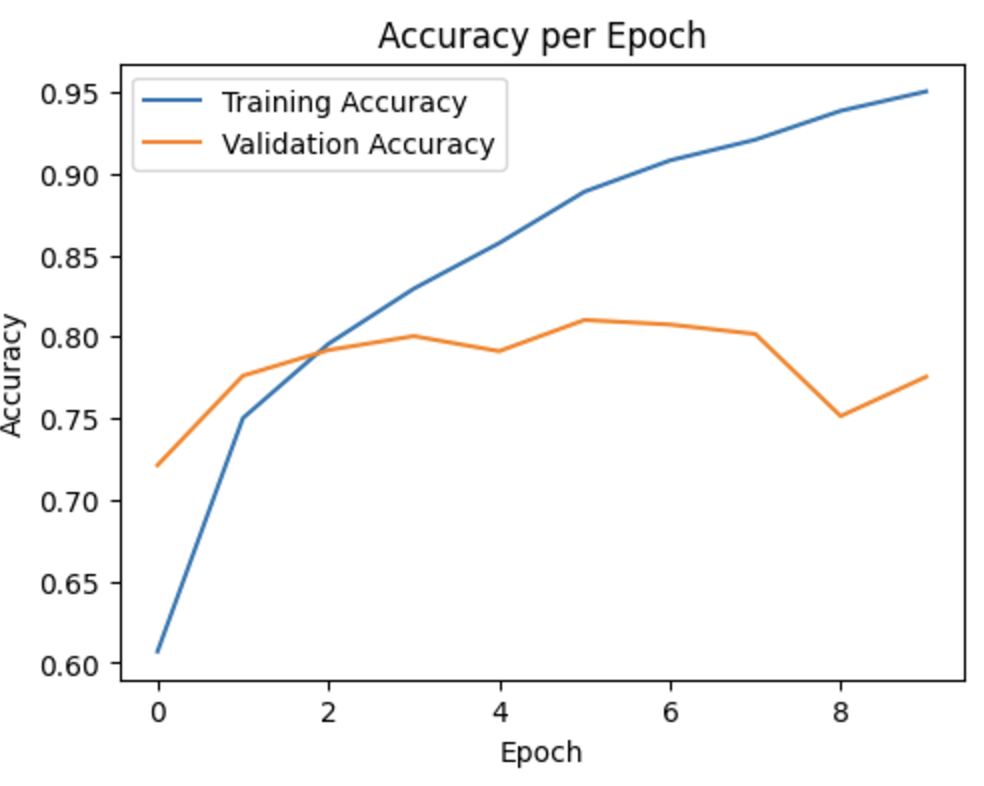 Accuracy per Epoch
Training Accuracy
Validation Accuracy
0.95
0.90
0.85
0.80
0.75
0.70
0.65
0.60
Accuracy
0 2 4 6 8
Epoch